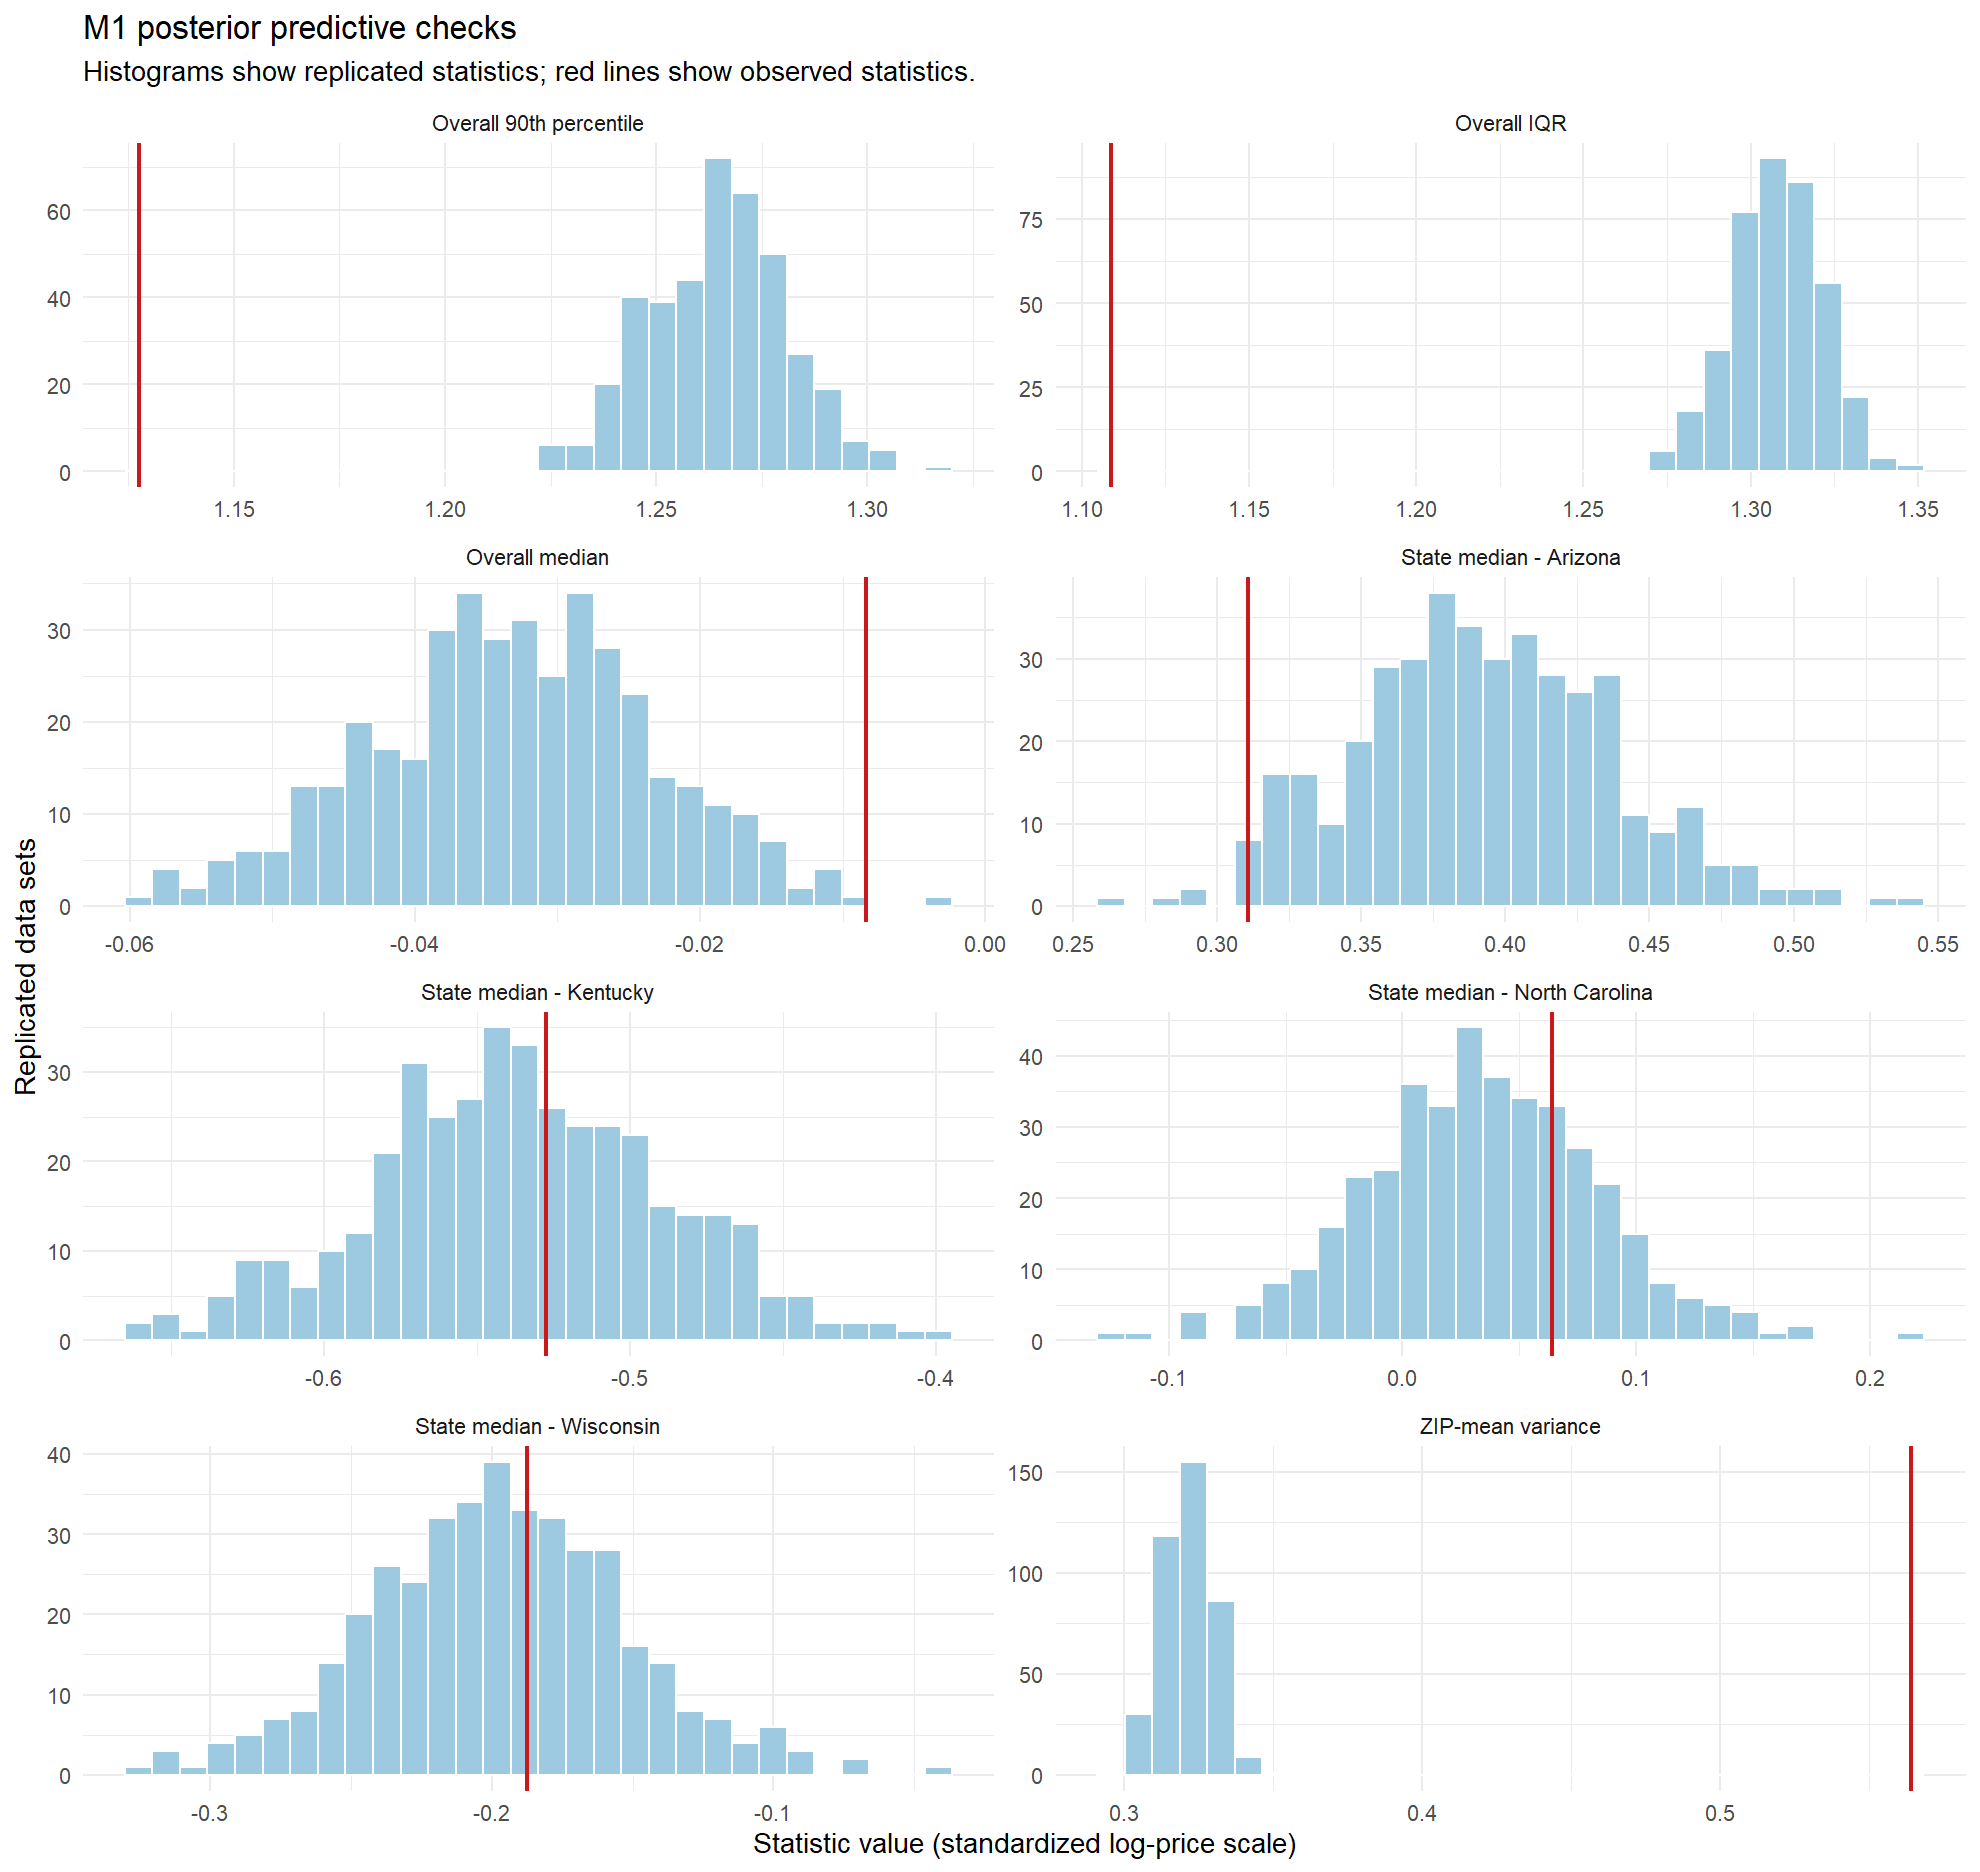 M1 posterior predictive checks
Histograms show replicated statistics; red lines show observed statistics.
Overall 90th percentile
60
40
20
0
1.15 1.20 1.25 1.30
Overall IQR
75
50
25
0
1.10 1.15 1.20 1.25 1.30 1.35
Overall median
30
20
10
0
-0.06 -0.04 -0.02 0.00
State median - Arizona
30
20
10
0
0.25 0.30 0.35 0.40 0.45 0.50 0.55
State median - Kentucky
30
20
10
0
-0.6 -0.5 -0.4
State median - North Carolina
40
30
20
10
0
-0.1 0.0 0.1 0.2
State median - Wisconsin
40
30
20
10
0
-0.3 -0.2 -0.1
ZIP-mean variance
150
100
50
0
0.3 0.4 0.5
Replicated data sets
Statistic value (standardized log-price scale)